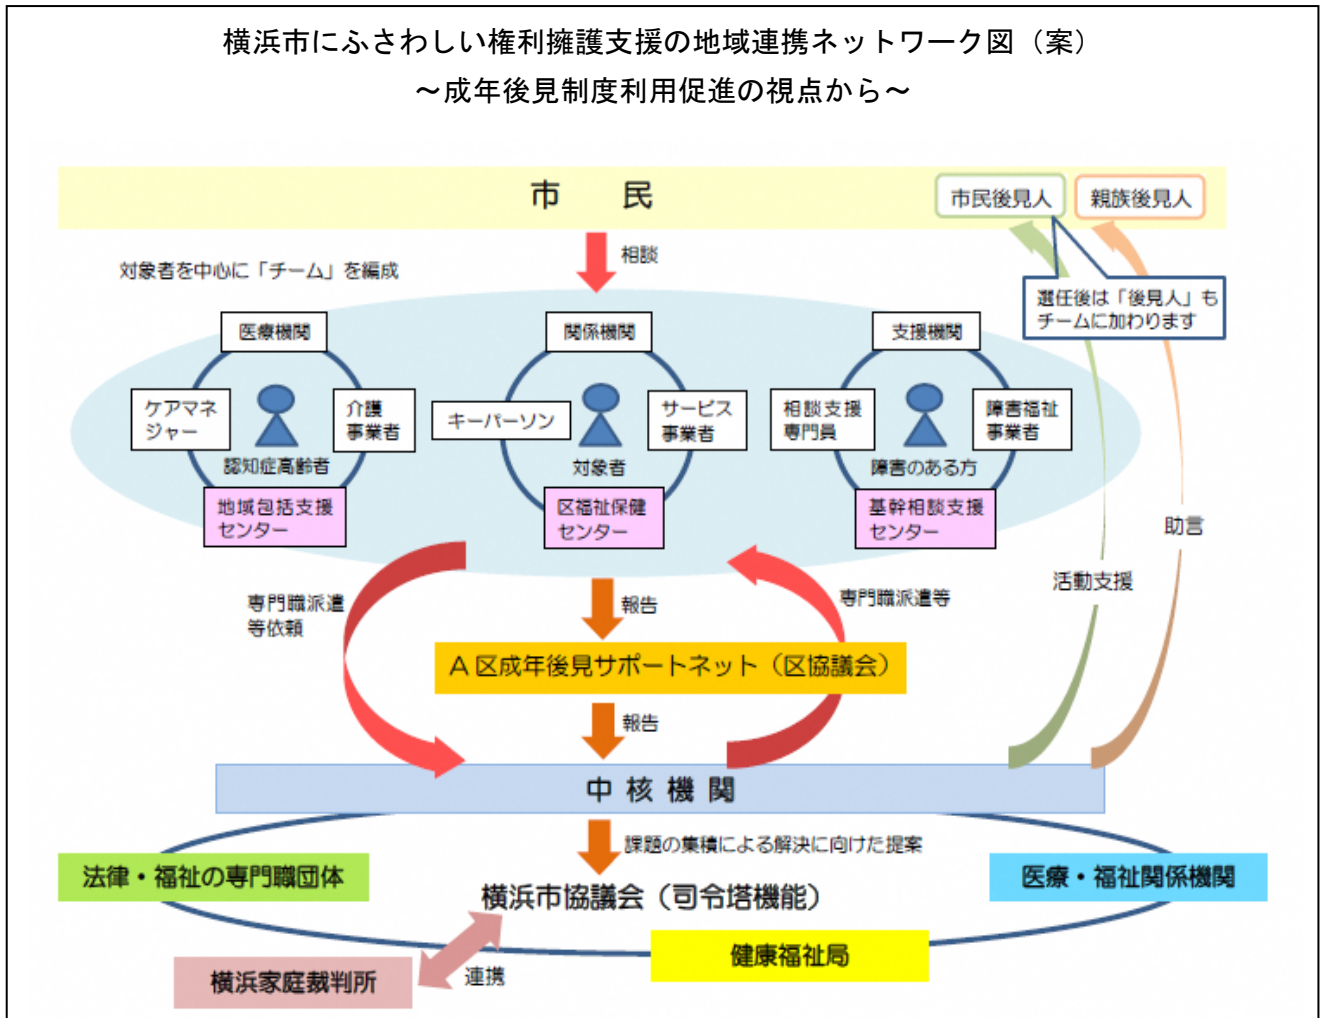 横浜市にふさわしい権利擁護支援の地域連携ネットワーク図（案）
～成年後見制度利用促進の視点から～
市 民
市民後見人
親族後見人
相談
対象者を中心に「チーム」を編成
選任後は「後見人」も
チームに加わります
医療機関
ケアマネ
ジャー
介護
事業者
認知症高齢者
地域包括支援
センター
関係機関
キーパーソン
サービス
事業者
対象者
区福祉保健
センター
支援機関
相談支援
専門員
障害福祉
事業者
障害のある方
基幹相談支援
センター
助言
活動支援
専門職派遣
等依頼
報告
専門職派遣等
A区成年後見サポートネット（区協議会）
報告
中核機関
課題の集積による解決に向けた提案
法律・福祉の専門職団体
医療・福祉関係機関
横浜市協議会（司令塔機能）
健康福祉局
横浜家庭裁判所
連携